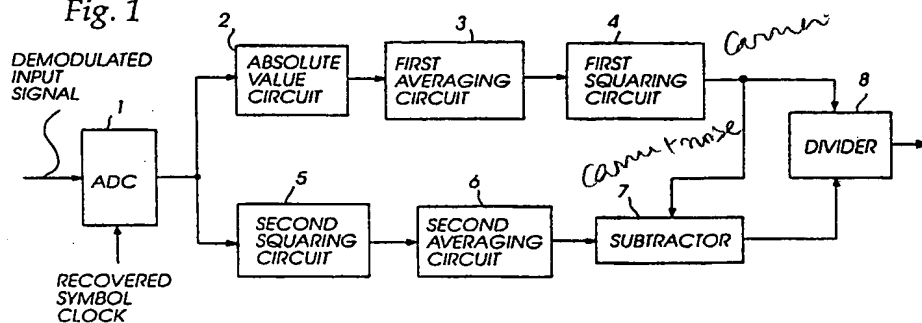 Fig. 1
DEMODULATED
INPUT
SIGNAL
1
ADC
RECOVERED
SYMBOL
CLOCK
2
ABSOLUTE
VALUE
CIRCUIT
3
FIRST
AVERAGING
CIRCUIT
4
FIRST
SQUARING
CIRCUIT
Carrier
8
DIVIDER
5
SECOND
SQUARING
CIRCUIT
6
SECOND
AVERAGING
CIRCUIT
7
SUBTRACTOR
+ noise